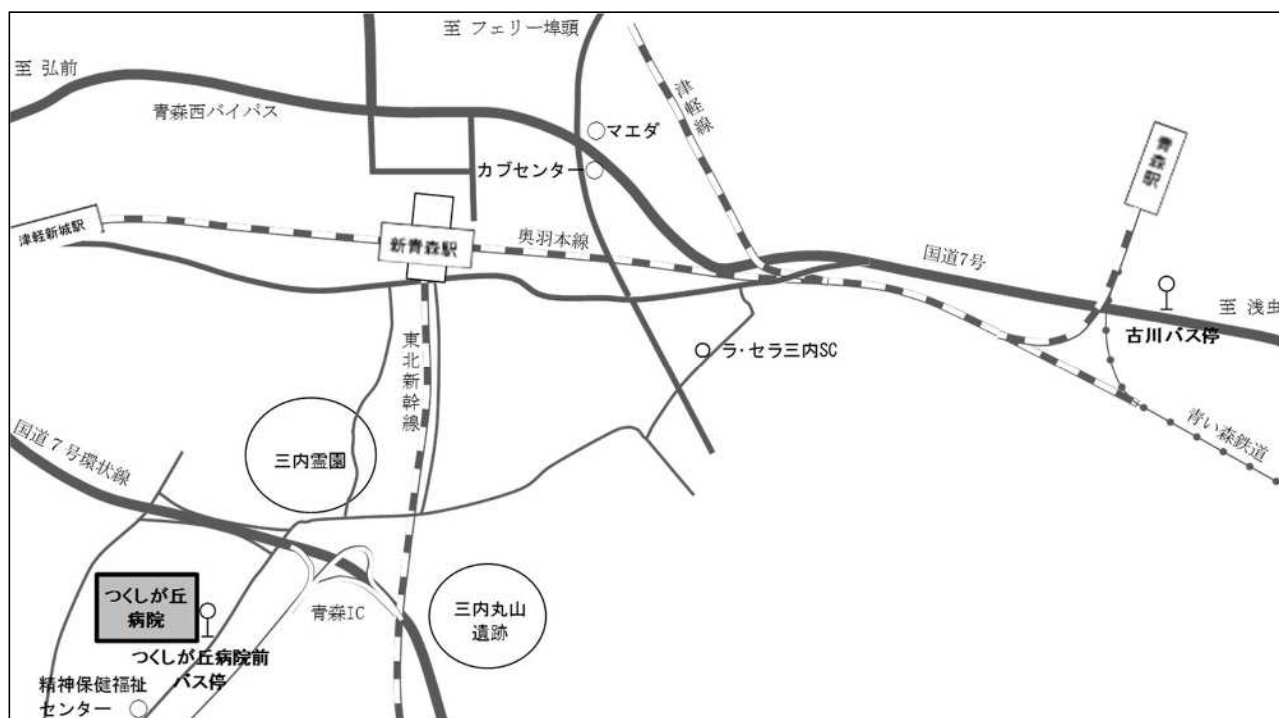 至 フェリー埠頭
至 弘前
青森西バイパス
マエダ
津軽線
カブセンター
青森駅
津軽新城駅
新青森駅
奥羽本線
国道7号
至 浅虫
古川バス停
東北新幹線
ラ・セラ三内SC
青い森鉄道
国道７号環状線
三内霊園
つくしが丘
病院
青森IC
三内丸山
遺跡
つくしが丘病院前
バス停
精神保健福祉
センター